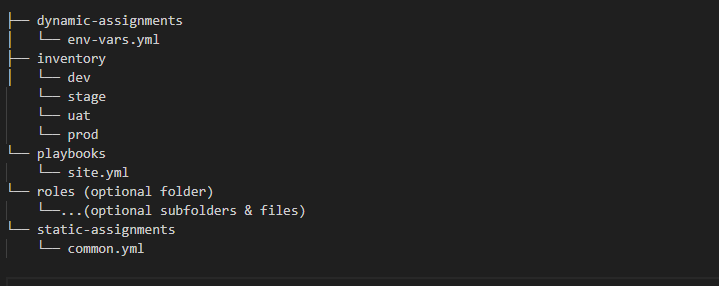 ├── dynamic-assignments
│   └── env-vars.yml
├── inventory
│   └── dev
    └── stage
    └── uat
    └── prod
└── playbooks
    └── site.yml
└── roles (optional folder)
    └──...(optional subfolders & files)
└── static-assignments
    └── common.yml